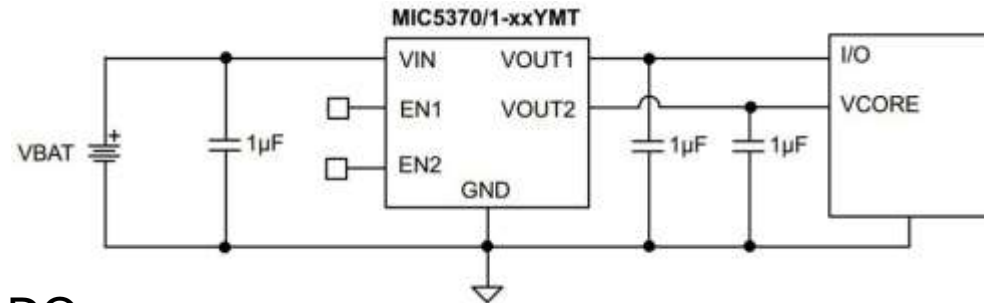 MIC5370/1-xxYMT
VIN VOUT1 I/O
EN1 VOUT2 VCORE
VBAT + 1µF EN2 1µF 1µF
GND